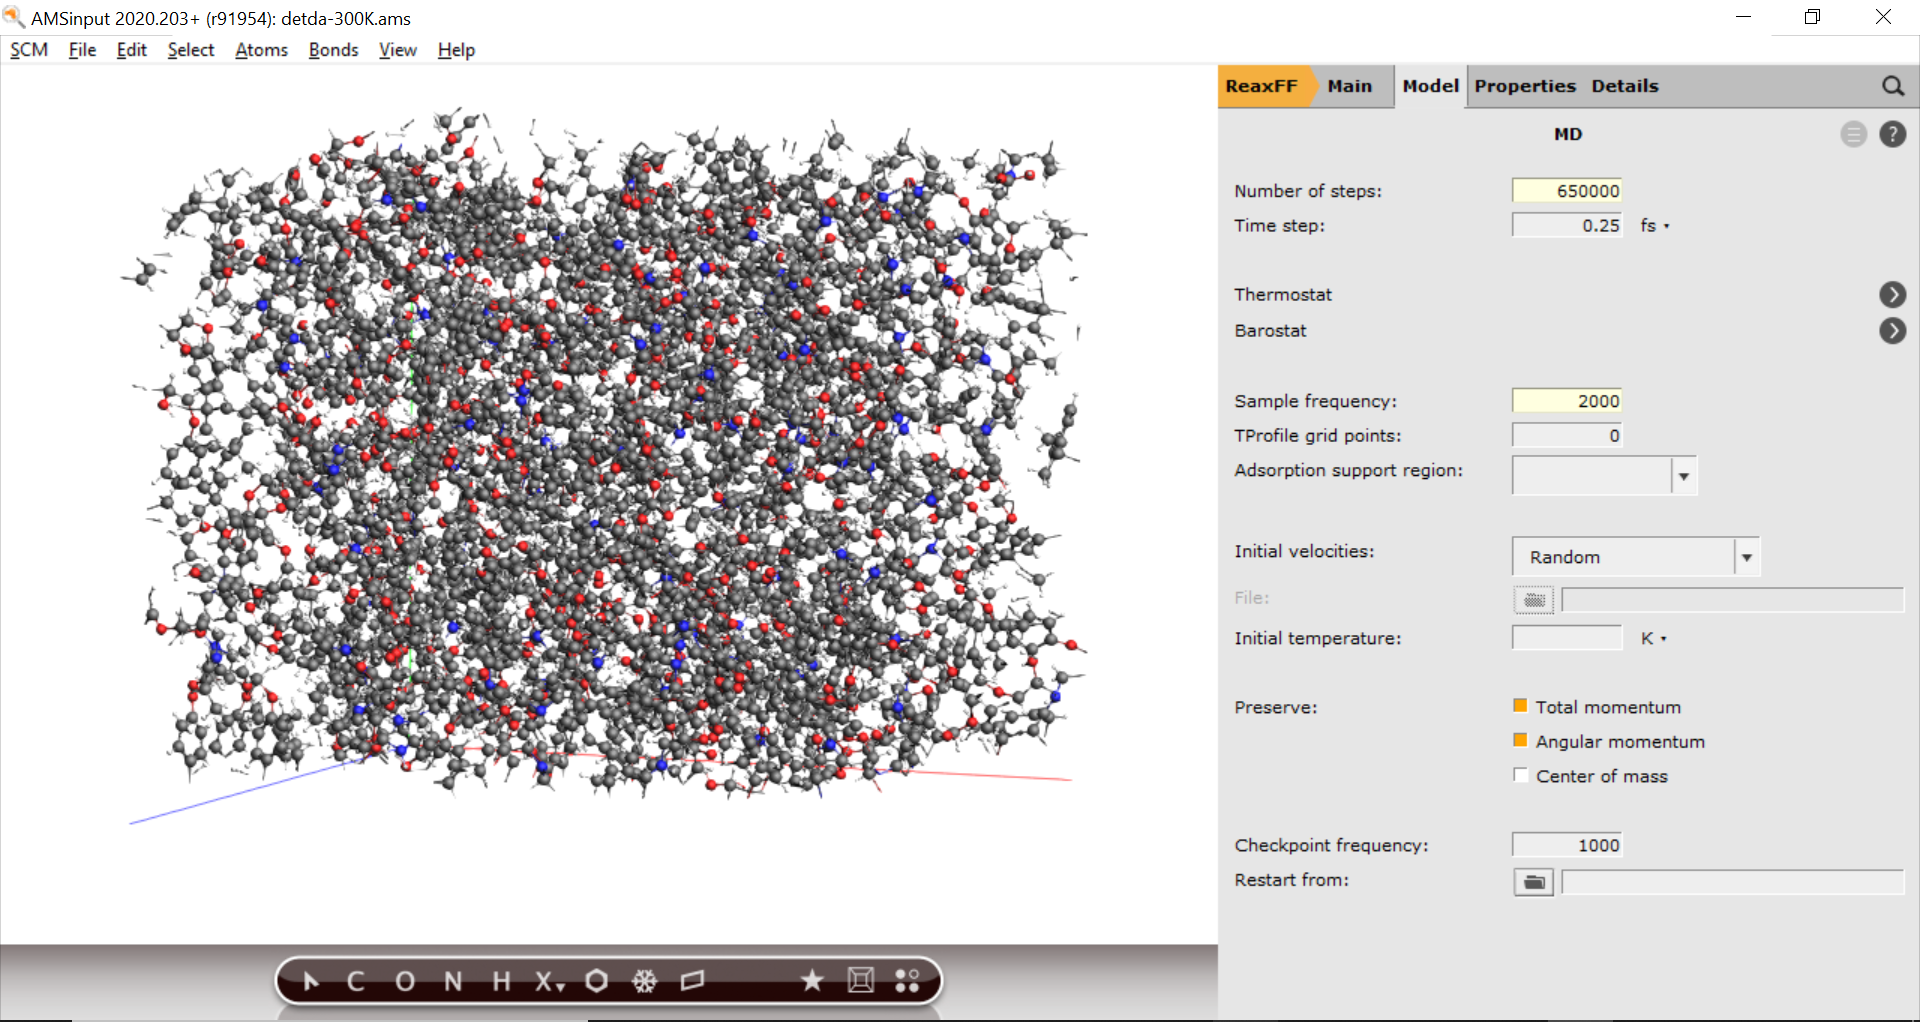 AMSinput 2020.203+ (r91954): detda-300K.ams
SCM File Edit Select Atoms Bonds View Help
ReaxFF Main Model Properties Details
MD
?
Number of steps: 650000
Time step: 0.25 fs
Thermostat
Barostat
Sample frequency: 2000
TProfile grid points: 0
Adsorption support region:
Initial velocities: Random
File:
Initial temperature: K
Preserve: Total momentum
Angular momentum
Center of mass
Checkpoint frequency: 1000
Restart from:
C O N H X